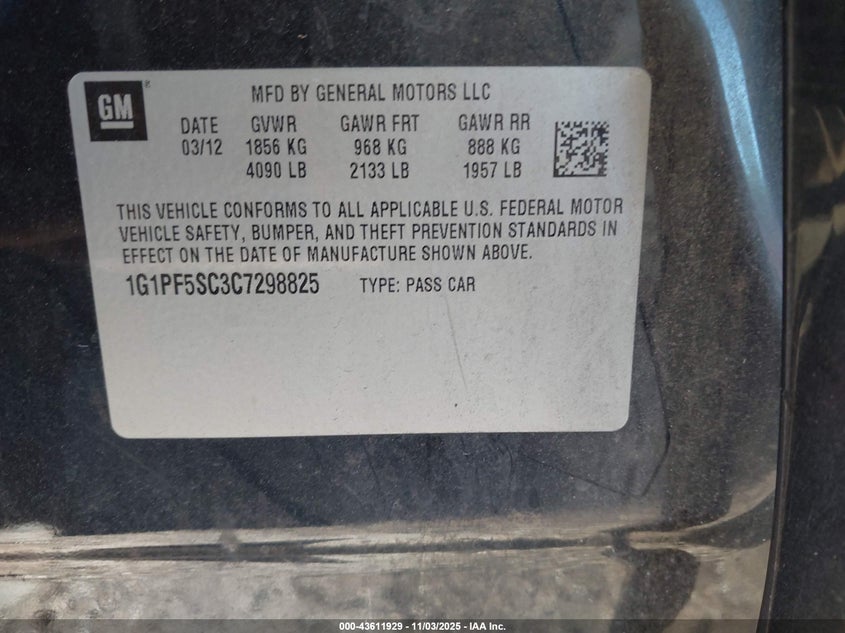 GM
MFD BY GENERAL MOTORS LLC
DATE GVWR GAWR FRT GAWR RR
03/12 1856 KG 968 KG 888 KG
4090 LB 2133 LB 1957 LB
THIS VEHICLE CONFORMS TO ALL APPLICABLE U.S. FEDERAL MOTOR
VEHICLE SAFETY, BUMPER, AND THEFT PREVENTION STANDARDS IN
EFFECT ON THE DATE OF MANUFACTURE SHOWN ABOVE.
1G1PF5SC3C7298825 TYPE: PASS CAR
000-43611929 - 11/03/2025 - IAA Inc.